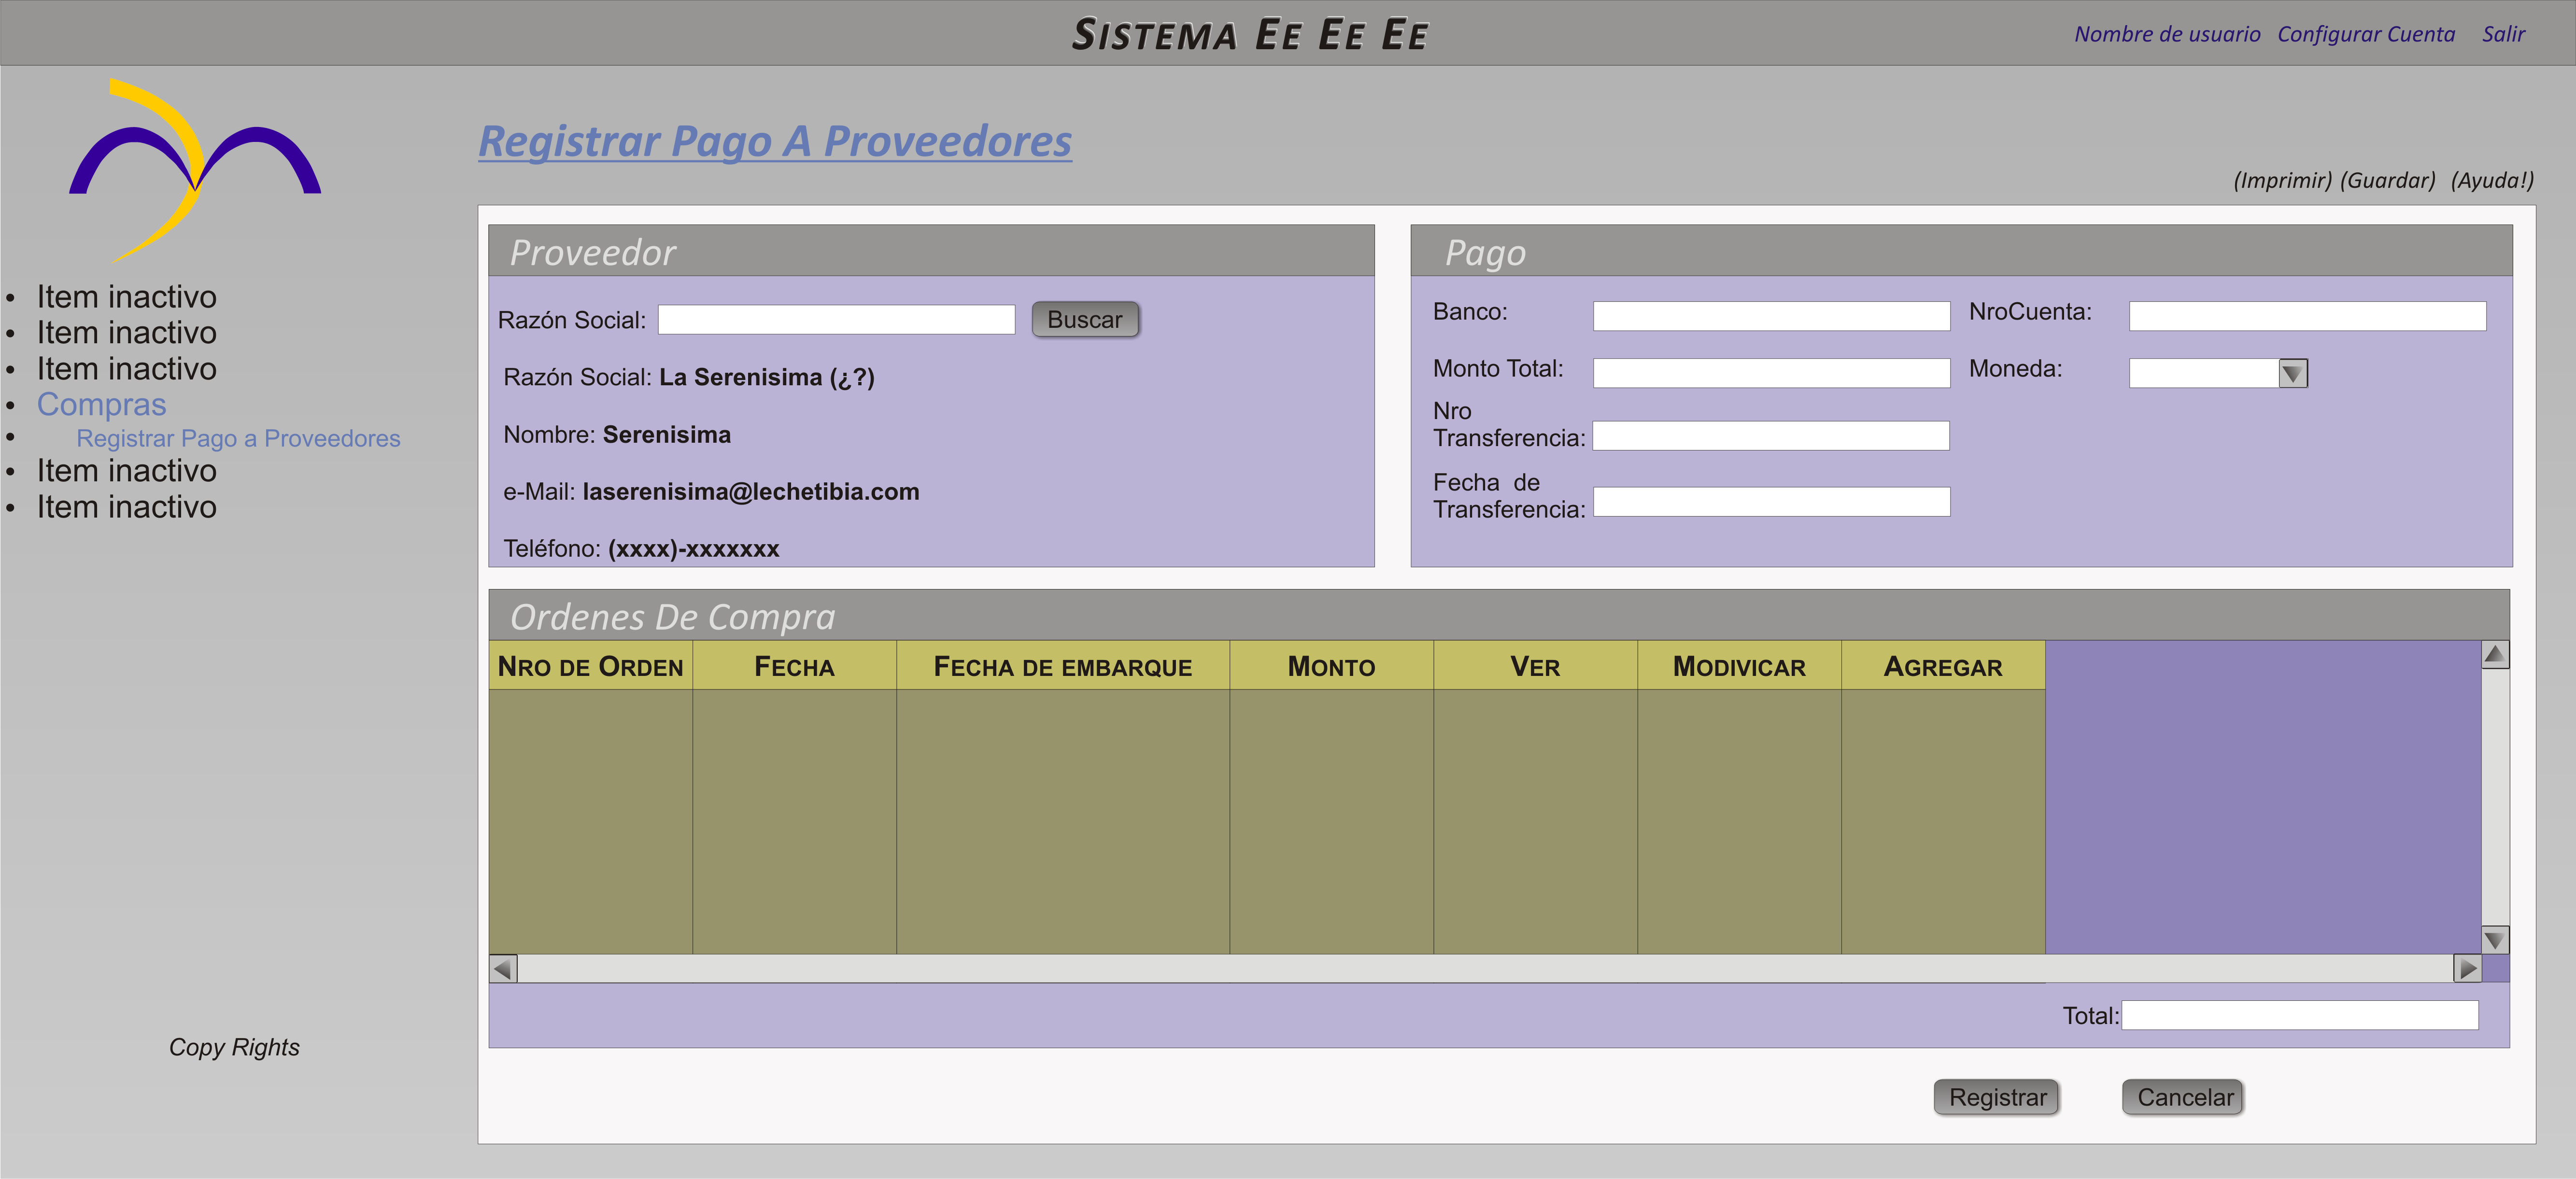 SISTEMA EE EE EE
Nombre de usuario Configurar Cuenta Salir
Registrar Pago A Proveedores
(Imprimir) (Guardar) (Ayuda!)
• Item inactivo
• Item inactivo
• Item inactivo
• Compras
• Registrar Pago a Proveedores
• Item inactivo
• Item inactivo
Copy Rights
Proveedor
Razón Social:
Buscar
Razón Social: La Serenisima (¿?)
Nombre: Serenisima
e-Mail: laserenisima@lechetibia.com
Teléfono: (xxxx)-xxxxxxx
Pago
Banco:
NroCuenta:
Monto Total:
Moneda:
Nro
Transferencia:
Fecha de
Transferencia:
Ordenes De Compra
NRO DE ORDEN FECHA FECHA DE EMBARQUE MONTO VER MODIVICAR AGREGAR
Total:
Registrar Cancelar